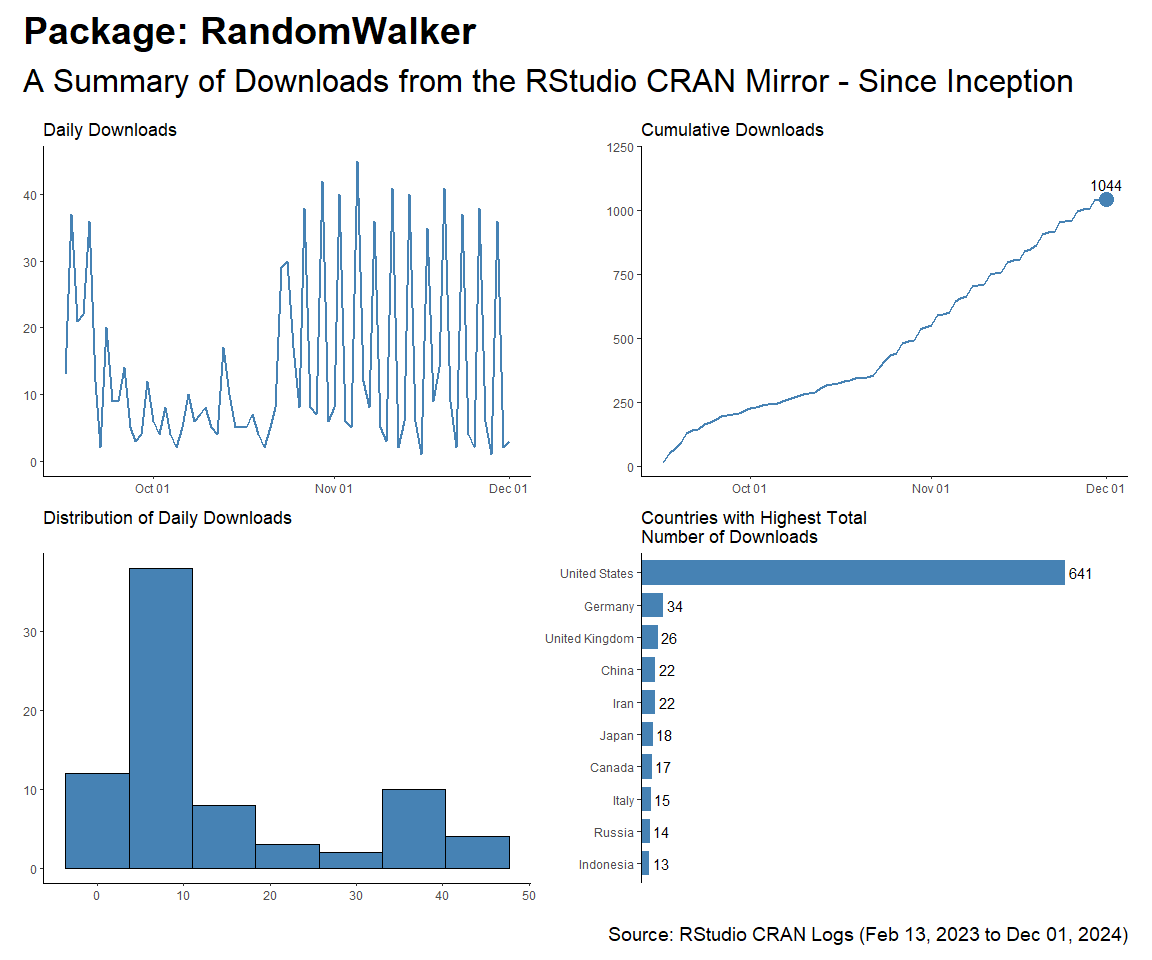 Package: RandomWalker
A Summary of Downloads from the RStudio CRAN Mirror - Since Inception
Daily Downloads
40
30
20
10
0
Oct 01
Nov 01
Dec 01
Cumulative Downloads
1250
1000
750
500
250
0
1044
Oct 01
Nov 01
Dec 01
Distribution of Daily Downloads
30
20
10
0
0
10
20
30
40
50
Countries with Highest Total
Number of Downloads
United States 641
Germany 34
United Kingdom 26
China 22
Iran 22
Japan 18
Canada 17
Italy 15
Russia 14
Indonesia 13
Source: RStudio CRAN Logs (Feb 13, 2023 to Dec 01, 2024)